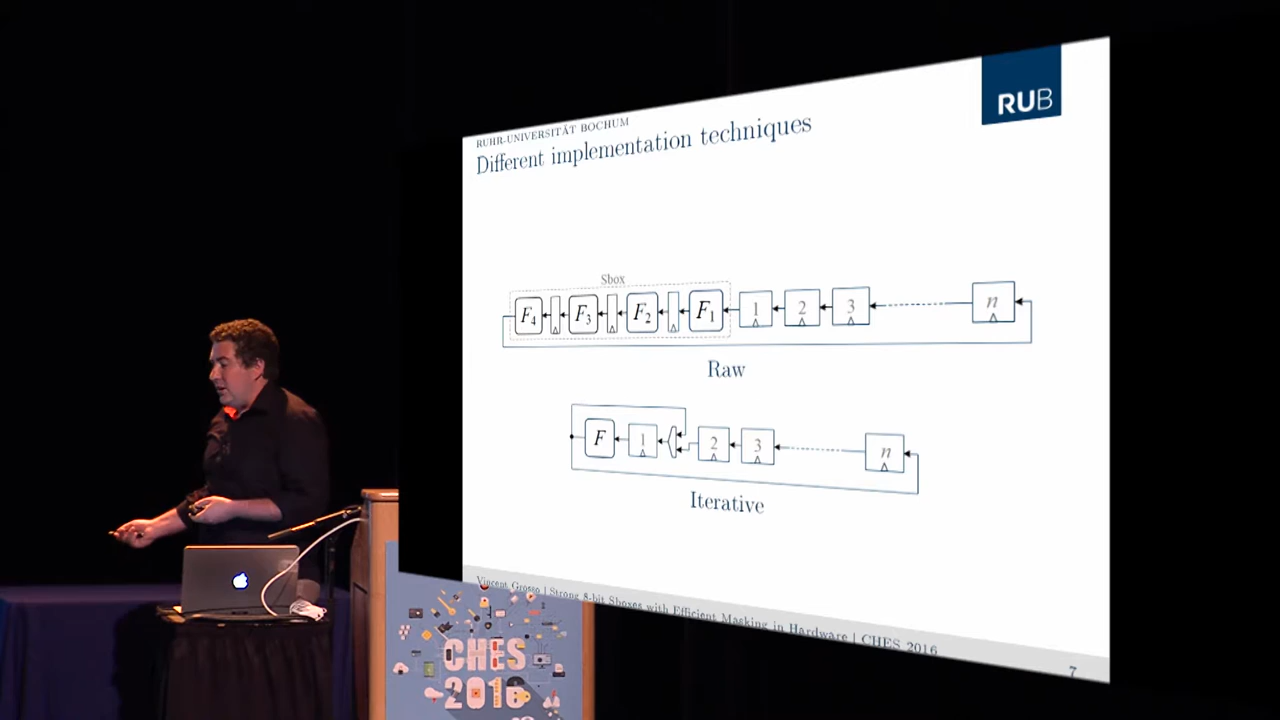 RUB
RUHR-UNIVERSITÄT BOCHUM
Different implementation techniques
Sbox
F4 F3 F2 F1 1 2 3 n
Raw
F 1 2 3 n
Iterative
Vincent Grosso | Strong 8-bit Sboxes with Efficient Masking in Hardware | CHES 2016
7
CHES
2016